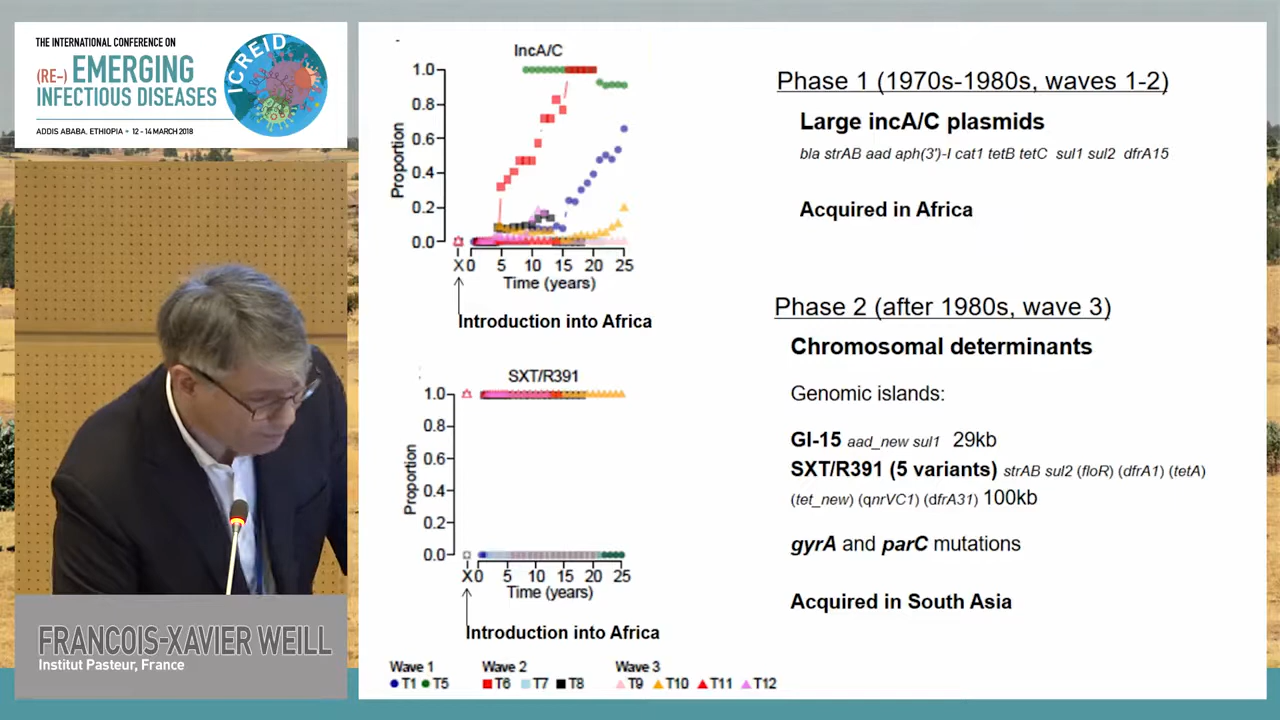 THE INTERNATIONAL CONFERENCE ON
(RE-) EMERGING
INFECTIOUS DISEASES
ADDIS ABABA, ETHIOPIA • 12 - 14 MARCH 2018
ICREID
IncA/C
1.0
0.8
0.6
0.4
0.2
0.0
Proportion
X 0 5 10 15 20 25
Time (years)
Introduction into Africa
SXT/R391
1.0
0.8
0.6
0.4
0.2
0.0
Proportion
X 0 5 10 15 20 25
Time (years)
Introduction into Africa
Wave 1 Wave 2 Wave 3
T1 T5 T6 T7 T8 T9 T10 T11 T12
Phase 1 (1970s-1980s, waves 1-2)
Large incA/C plasmids
bla strAB aad aph(3')-I cat1 tetB tetC sul1 sul2 dfrA15
Acquired in Africa
Phase 2 (after 1980s, wave 3)
Chromosomal determinants
Genomic islands:
GI-15 aad_new sul1 29kb
SXT/R391 (5 variants) strAB sul2 (floR) (dfrA1) (tetA)
(tet_new) (qnrVC1) (dfrA31) 100kb
gyrA and parC mutations
Acquired in South Asia
FRANCOIS-XAVIER WEILL
Institut Pasteur, France